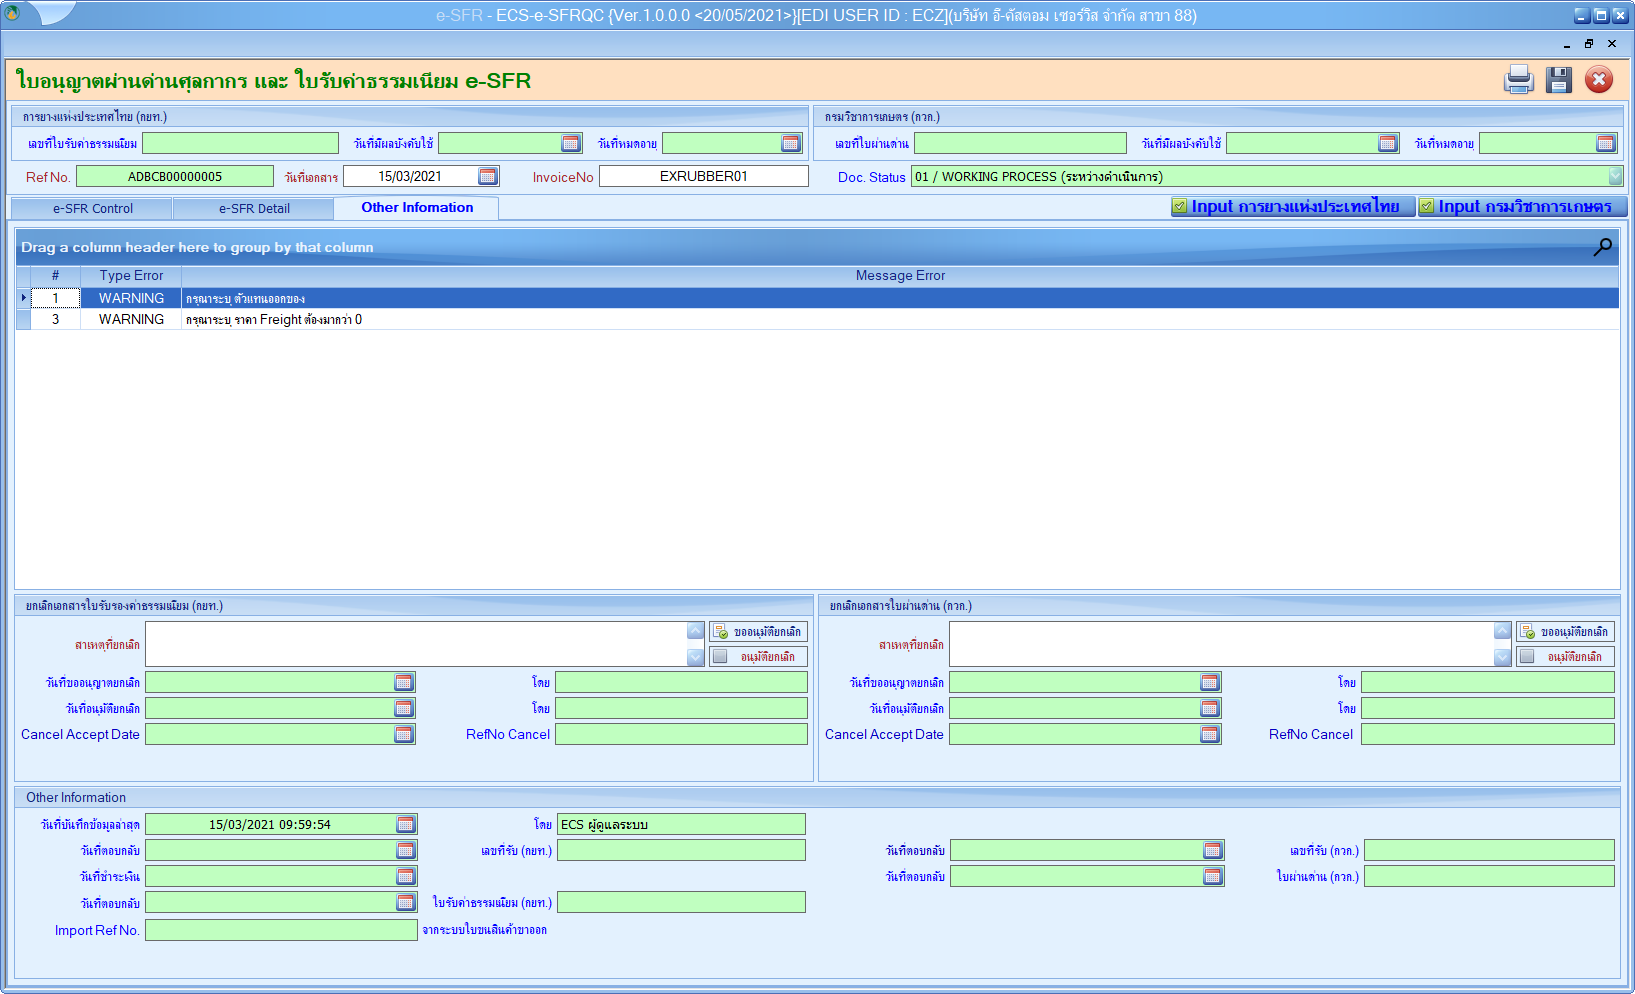 e-SFR - ECS-e-SFRQC {Ver.1.0.0.0 <20/05/2021>}[EDI USER ID : ECZ](บริษัท อี-คัสตอม เซอร์วิส จำกัด สาขา 88)
ใบอนุญาตผ่านด่านศุลกากร และ ใบรับค่าธรรมเนียม e-SFR
การยางแห่งประเทศไทย (กยท.)
กรมวิชาการเกษตร (กวก.)
เลขที่ใบรับค่าธรรมเนียม วันที่มีผลบังคับใช้ วันที่หมดอายุ เลขที่ใบผ่านด่าน วันที่มีผลบังคับใช้ วันที่หมดอายุ
Ref No. ADBCB00000005 วันที่เอกสาร 15/03/2021 InvoiceNo EXRUBBER01 Doc. Status 01 / WORKING PROCESS (ระหว่างดำเนินการ)
e-SFR Control e-SFR Detail Other Infomation Input การยางแห่งประเทศไทย Input กรมวิชาการเกษตร
Drag a column header here to group by that column
# Type Error Message Error
1 WARNING กรุณาระบุ ตัวแทนออกของ
3 WARNING กรุณาระบุ ราคา Freight ต้องมากว่า 0
ยกเลิกเอกสารใบรับรองค่าธรรมเนียม (กยท.)
สาเหตุที่ยกเลิก ขออนุมัติยกเลิก
อนุมัติยกเลิก
วันที่ขออนุญาตยกเลิก โดย
วันที่อนุมัติยกเลิก โดย
Cancel Accept Date RefNo Cancel
ยกเลิกเอกสารใบผ่านด่าน (กวก.)
สาเหตุที่ยกเลิก ขออนุมัติยกเลิก
อนุมัติยกเลิก
วันที่ขออนุญาตยกเลิก โดย
วันที่อนุมัติยกเลิก โดย
Cancel Accept Date RefNo Cancel
Other Information
วันที่บันทึกข้อมูลล่าสุด 15/03/2021 09:59:54 โดย ECS ผู้ดูแลระบบ
วันที่ตอบกลับ เลขที่รับ (กยท.) วันที่ตอบกลับ เลขที่รับ (กวก.)
วันที่ชำระเงิน วันที่ตอบกลับ ใบผ่านด่าน (กวก.)
วันที่ตอบกลับ ใบรับค่าธรรมเนียม (กยท.)
Import Ref No. จากระบบใบขนสินค้าขาออก